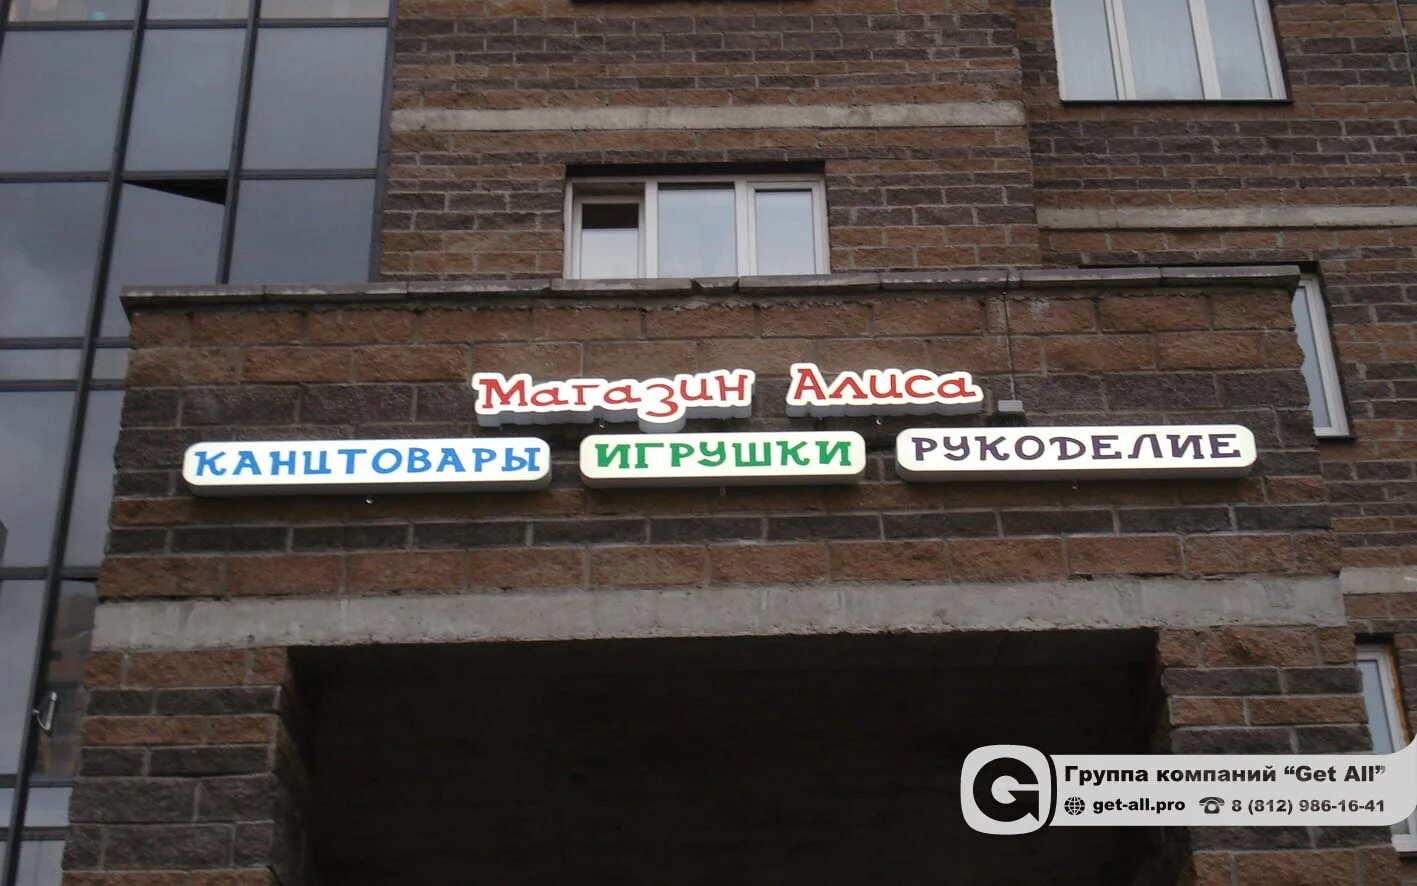 Магазин Алиса
КАНЦТОВАРЫ ИГРУШКИ РУКОДЕЛИЕ
Группа компаний “Get All”
get-all.pro 8 (812) 986-16-41